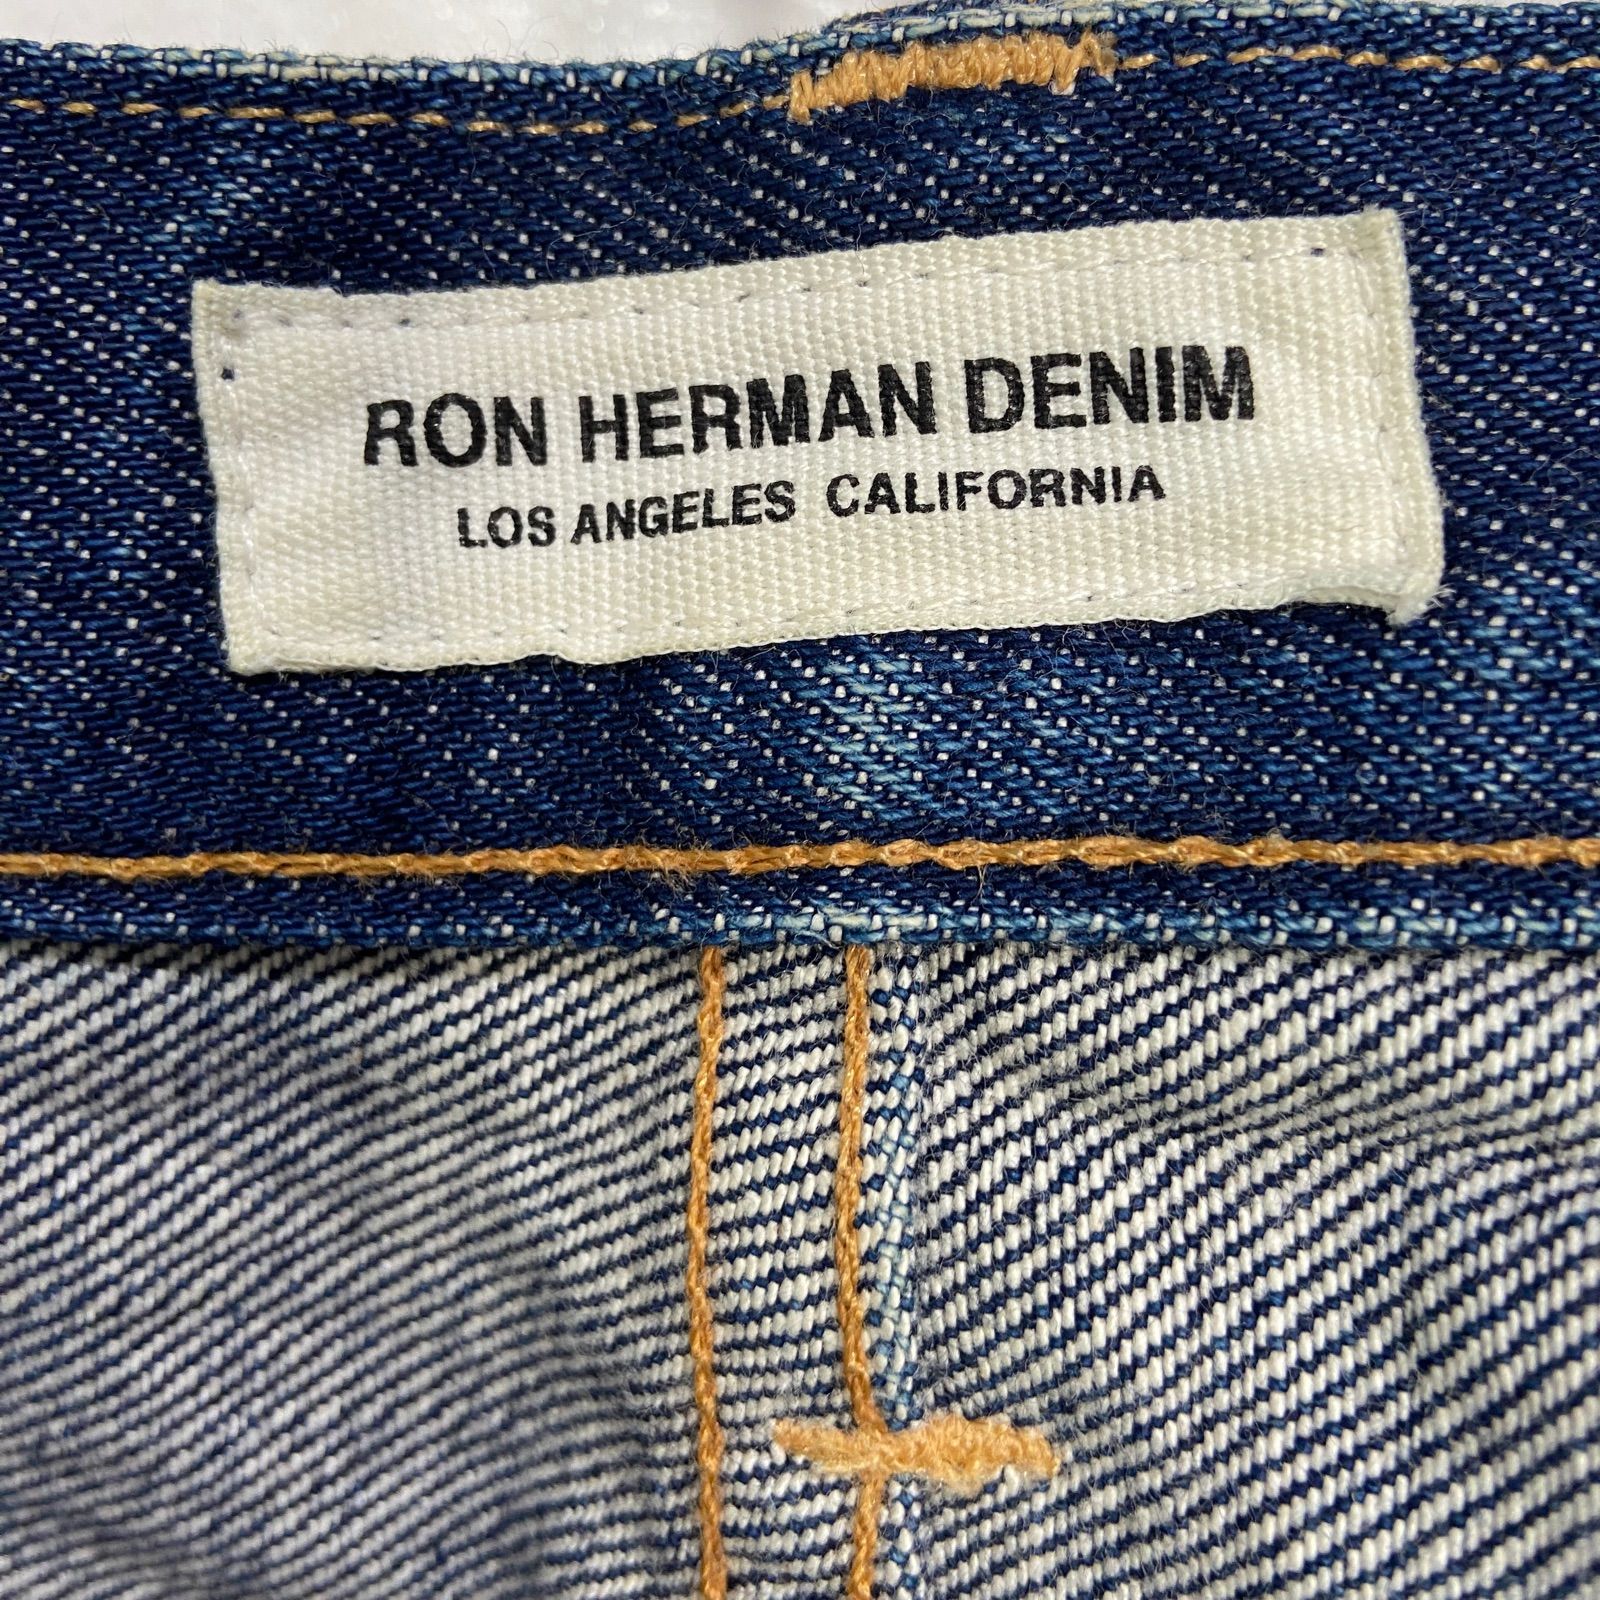 RON HERMAN DENIM
LOS ANGELES CALIFORNIA